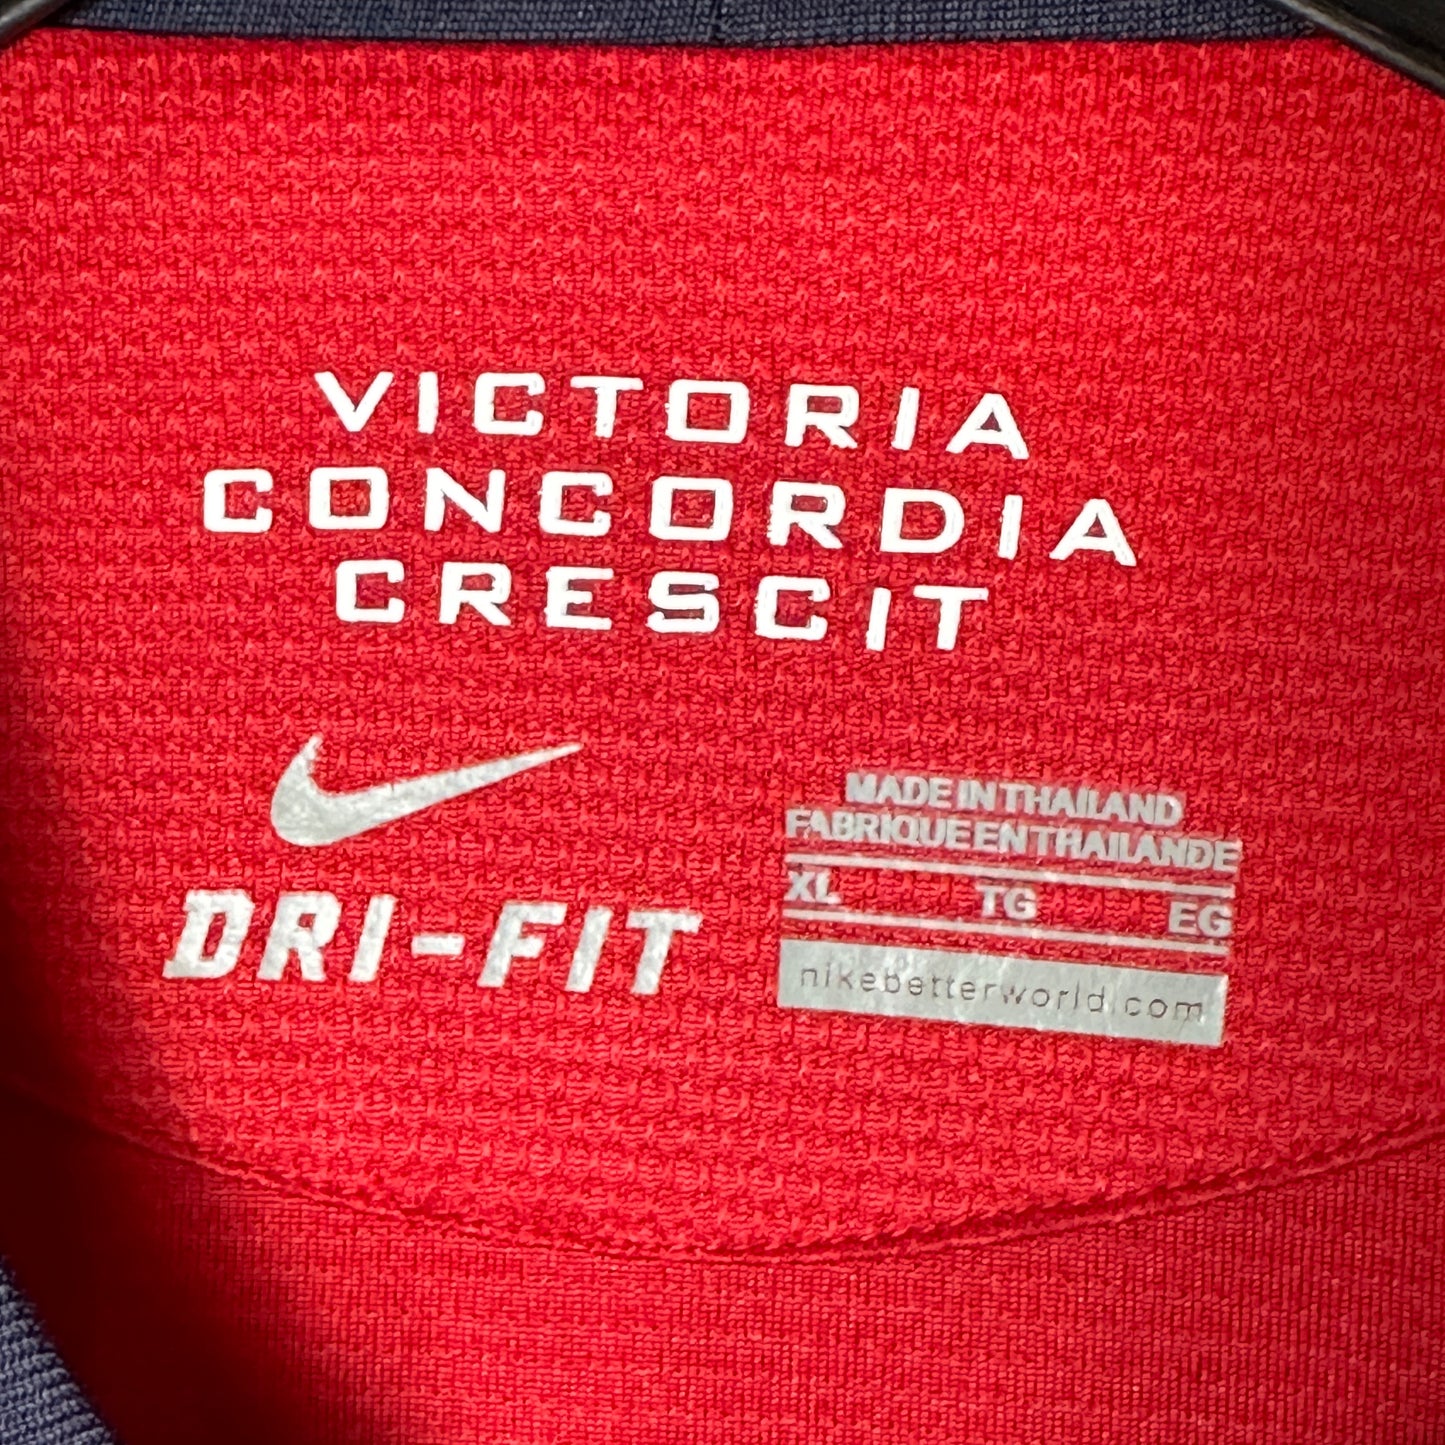 VICTORIA
CONCORDIA
CRESCIT
DRI-FIT
MADE IN THAILAND
FABRIQUE EN THAILANDE
XL TG EG
nikebetterworld.com